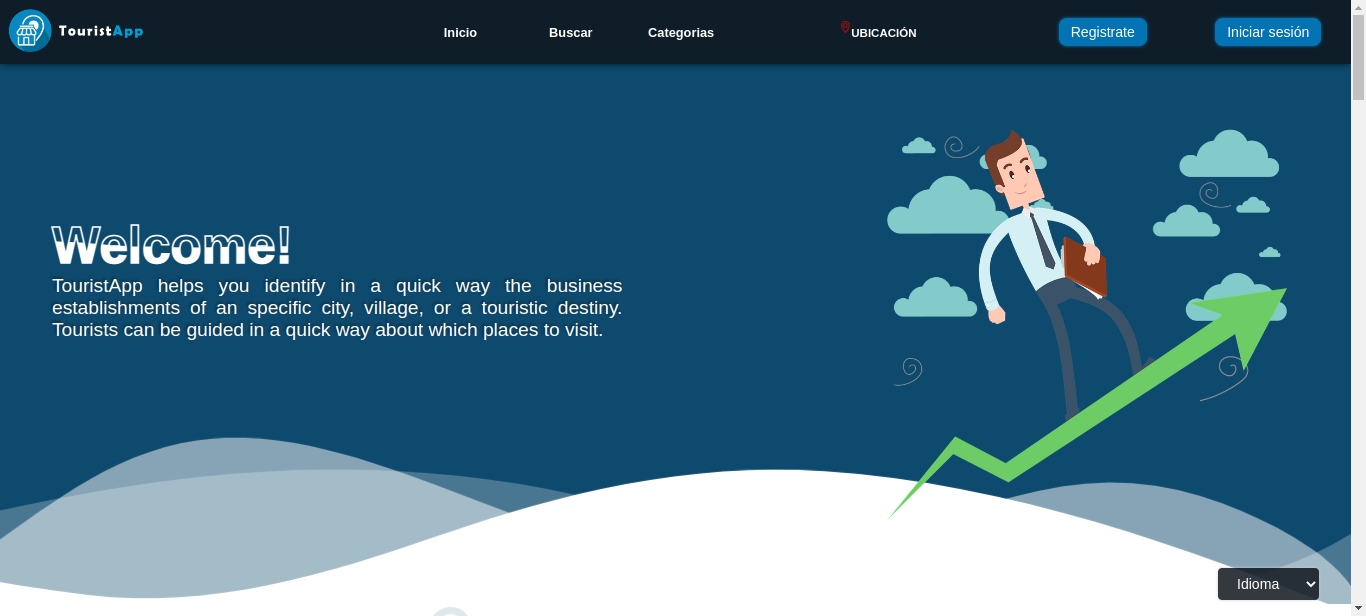 TouristApp
Inicio
Buscar
Categorias
UBICACIÓN
Registrate
Iniciar sesión
Welcome!
TouristApp helps you identify in a quick way the business
establishments of an specific city, village, or a touristic destiny.
Tourists can be guided in a quick way about which places to visit.
Idioma